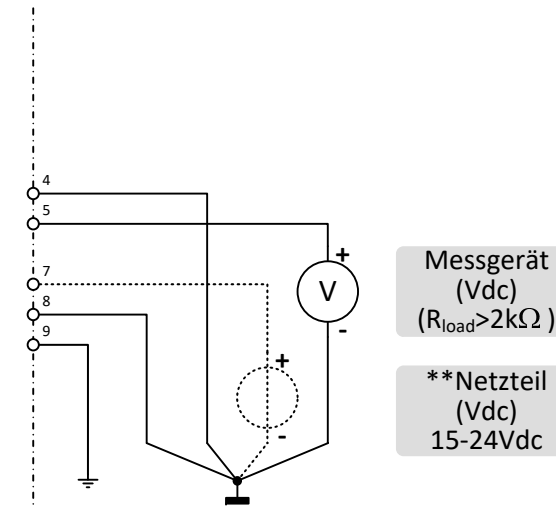 4
5
7
8
9
+
V
-
+
-
Messgerät
(Vdc)
(Rload>2kΩ )
**Netzteil
(Vdc)
15-24Vdc